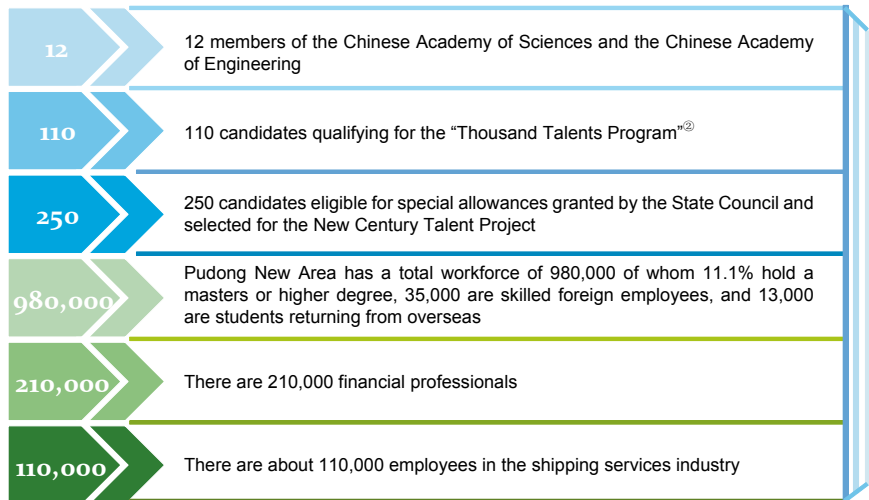 12
12 members of the Chinese Academy of Sciences and the Chinese Academy
of Engineering
110
110 candidates qualifying for the “Thousand Talents Program”②
250
250 candidates eligible for special allowances granted by the State Council and
selected for the New Century Talent Project
980,000
Pudong New Area has a total workforce of 980,000 of whom 11.1% hold a
masters or higher degree, 35,000 are skilled foreign employees, and 13,000
are students returning from overseas
210,000
There are 210,000 financial professionals
110,000
There are about 110,000 employees in the shipping services industry